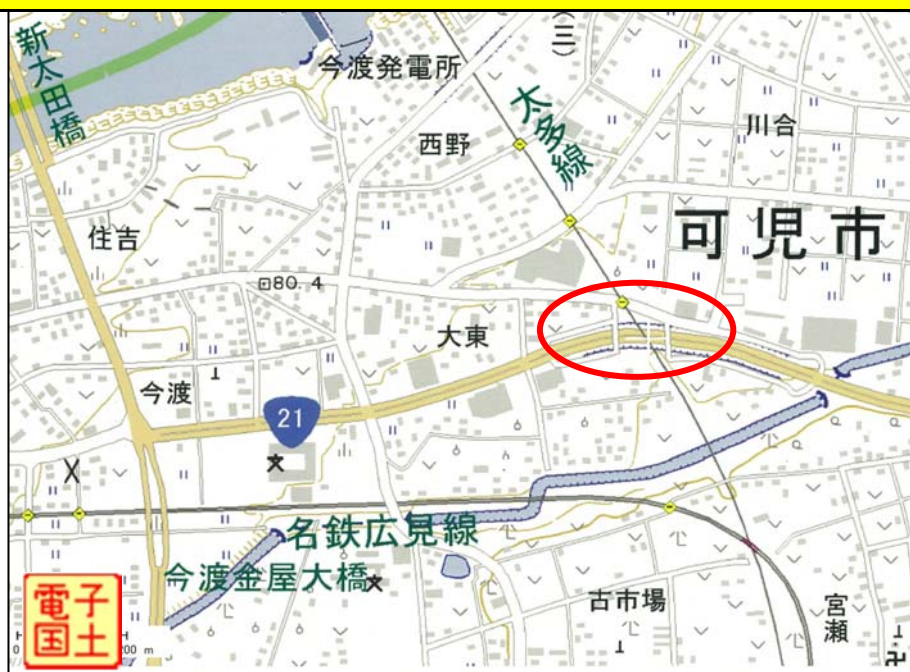 新太田橋
今渡発電所
(三)
太多線
西野
川合
可児市
住吉
80.4
大東
今渡
21
名鉄広見線
今渡金屋大橋
古市場
宮瀬
電子
国土
200 m